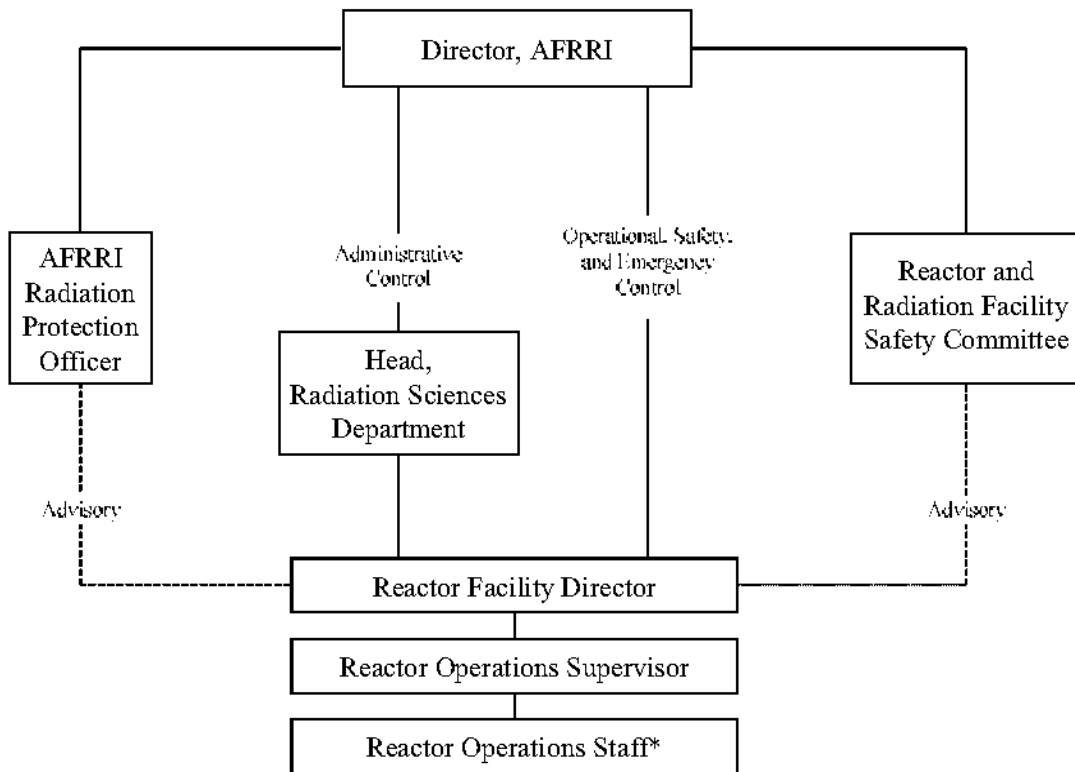 Director, AFRRI
AFRRI
Radiation
Protection
Officer
Administrative
Control
Operational, Safety,
and Emergency
Control
Reactor and
Radiation Facility
Safety Committee
Head,
Radiation Sciences
Department
Advisory
Advisory
Reactor Facility Director
Reactor Operations Supervisor
Reactor Operations Staff*